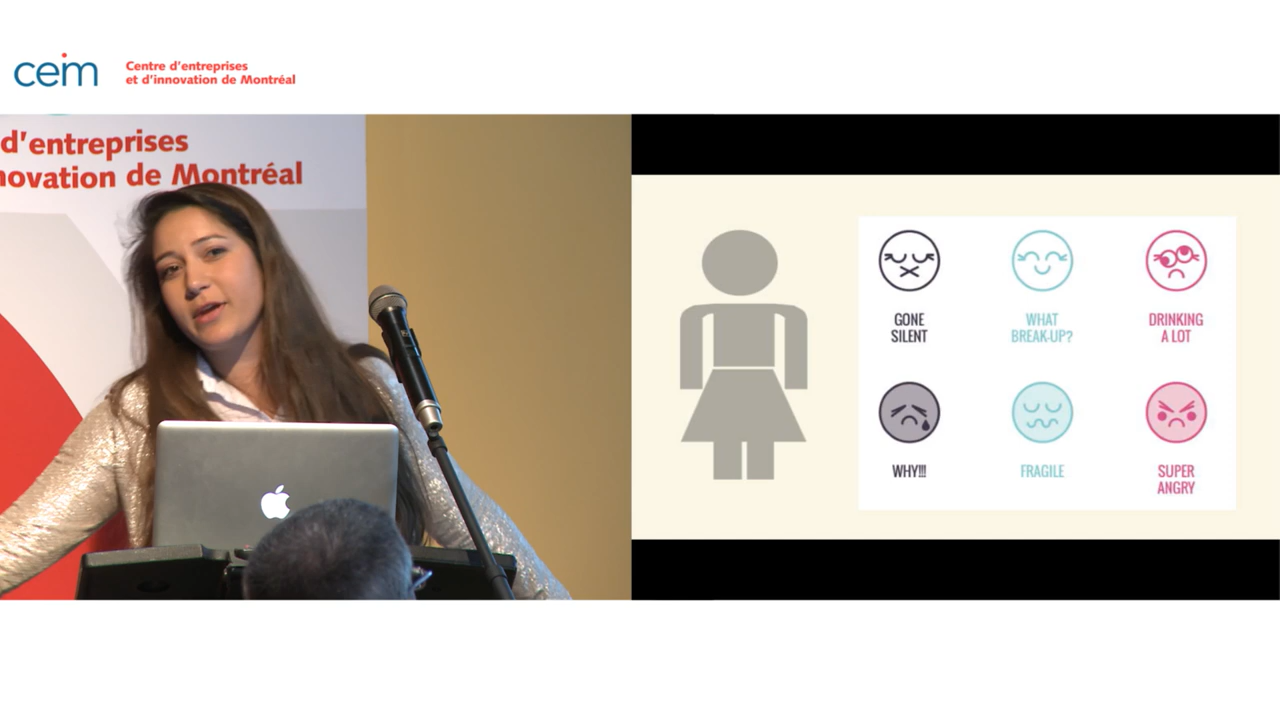 ceim
Centre d'entreprises
et d'innovation de Montréal
d'entreprises
novation de Montréal
GONE
SILENT
WHAT
BREAK-UP?
DRINKING
A LOT
WHY!!!
FRAGILE
SUPER
ANGRY